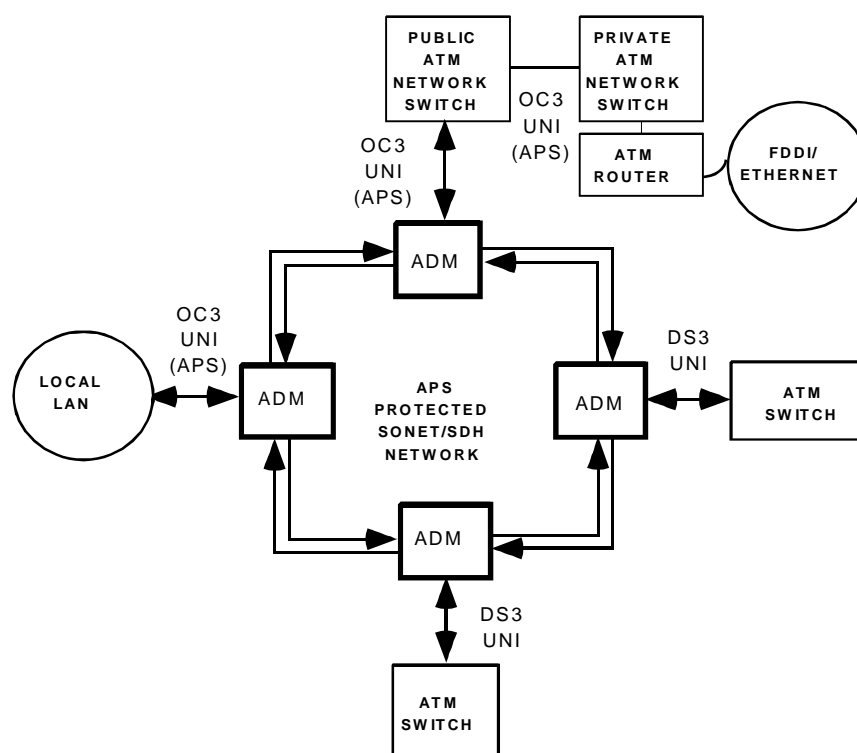 PUBLIC
ATM
NETWORK
SWITCH
PRIVATE
ATM
NETWORK
SWITCH
OC3
UNI
(APS)
OC3
UNI
(APS)
ATM
ROUTER
FDDI/
ETHERNET
ADM
OC3
UNI
(APS)
DS3
UNI
LOCAL
LAN
ADM
APS
PROTECTED
SONET/SDH
NETWORK
ADM
ATM
SWITCH
ADM
DS3
UNI
ATM
SWITCH